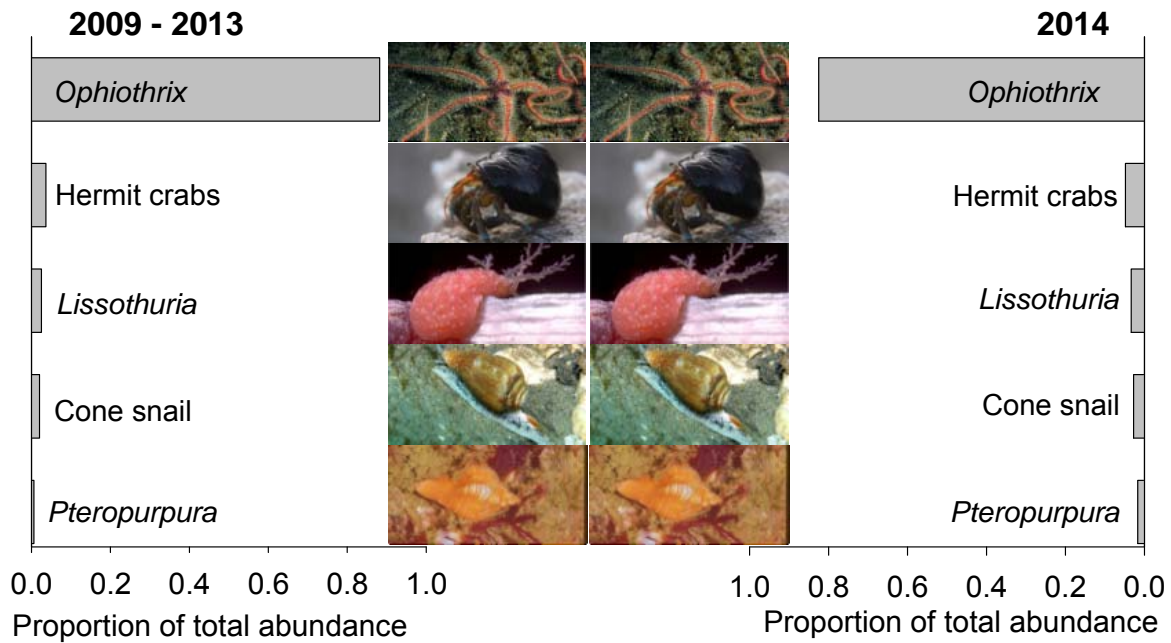 2009 - 2013
Ophiothrix
Hermit crabs
Lissothuria
Cone snail
Pteropurpura
0.0 0.2 0.4 0.6 0.8 1.0
Proportion of total abundance
2014
Ophiothrix
Hermit crabs
Lissothuria
Cone snail
Pteropurpura
1.0 0.8 0.6 0.4 0.2 0.0
Proportion of total abundance